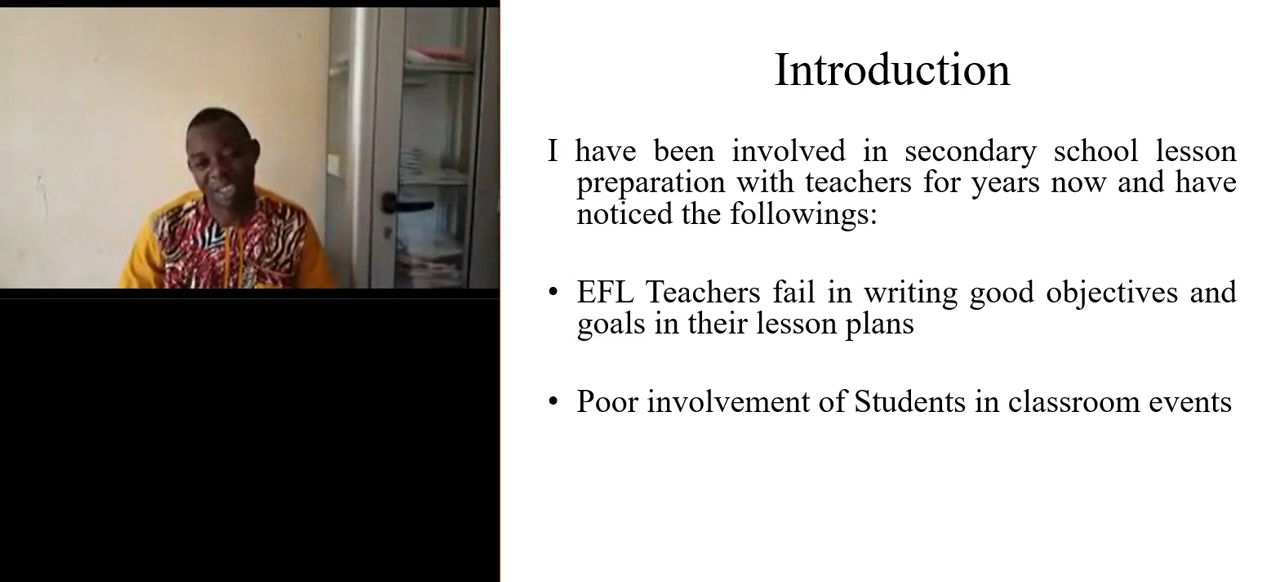 Introduction
I have been involved in secondary school lesson
preparation with teachers for years now and have
noticed the followings:
• EFL Teachers fail in writing good objectives and
goals in their lesson plans
• Poor involvement of Students in classroom events